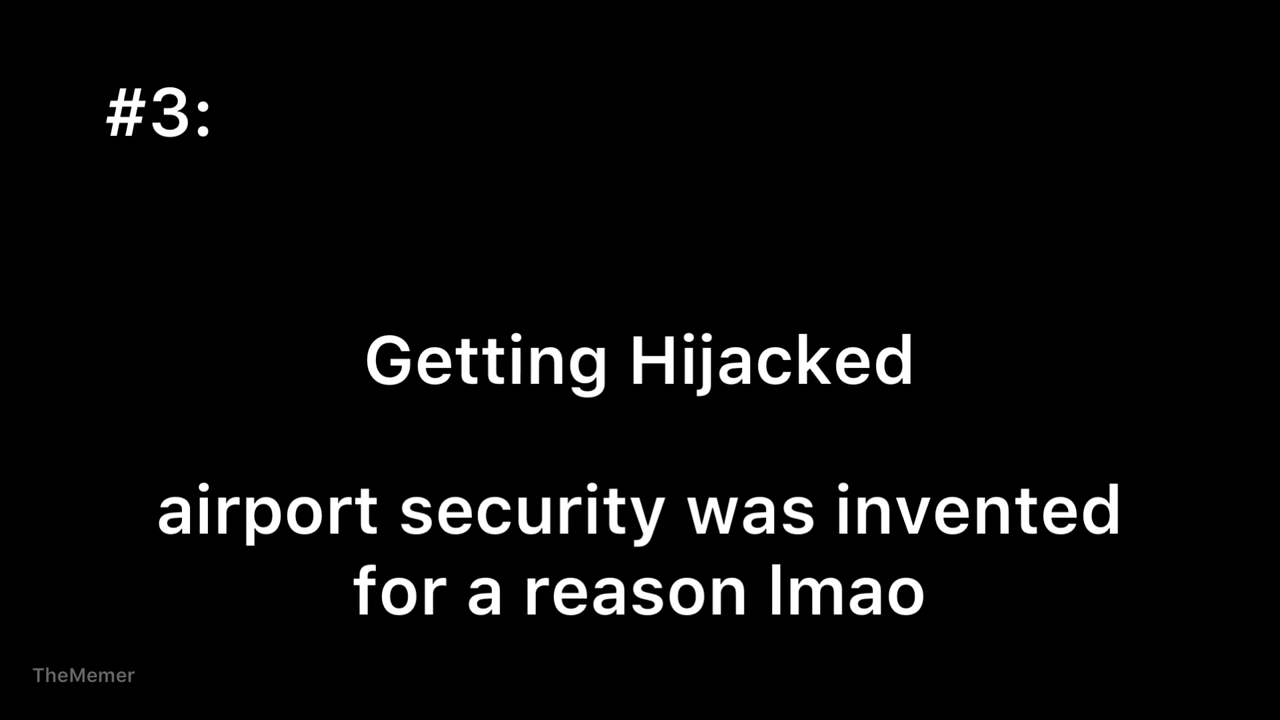 #3:
Getting Hijacked
airport security was invented
for a reason lmao
TheMemer